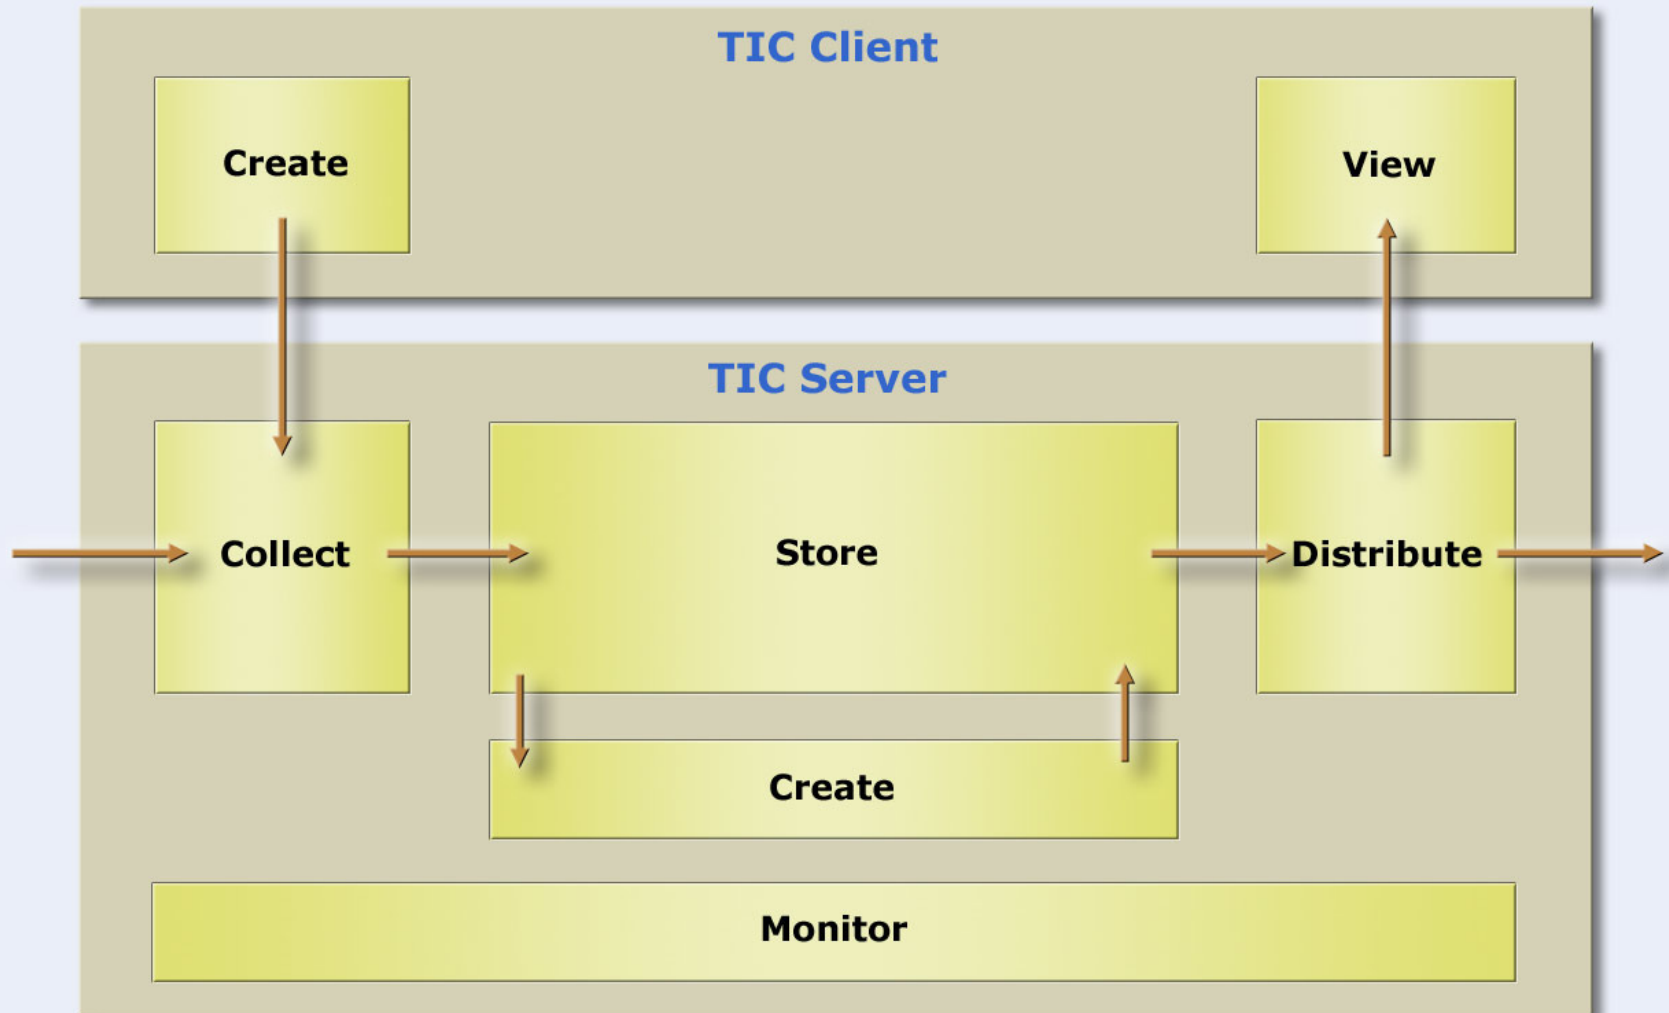 TIC Client
Create
View
TIC Server
Collect
Store
Distribute
Create
Monitor